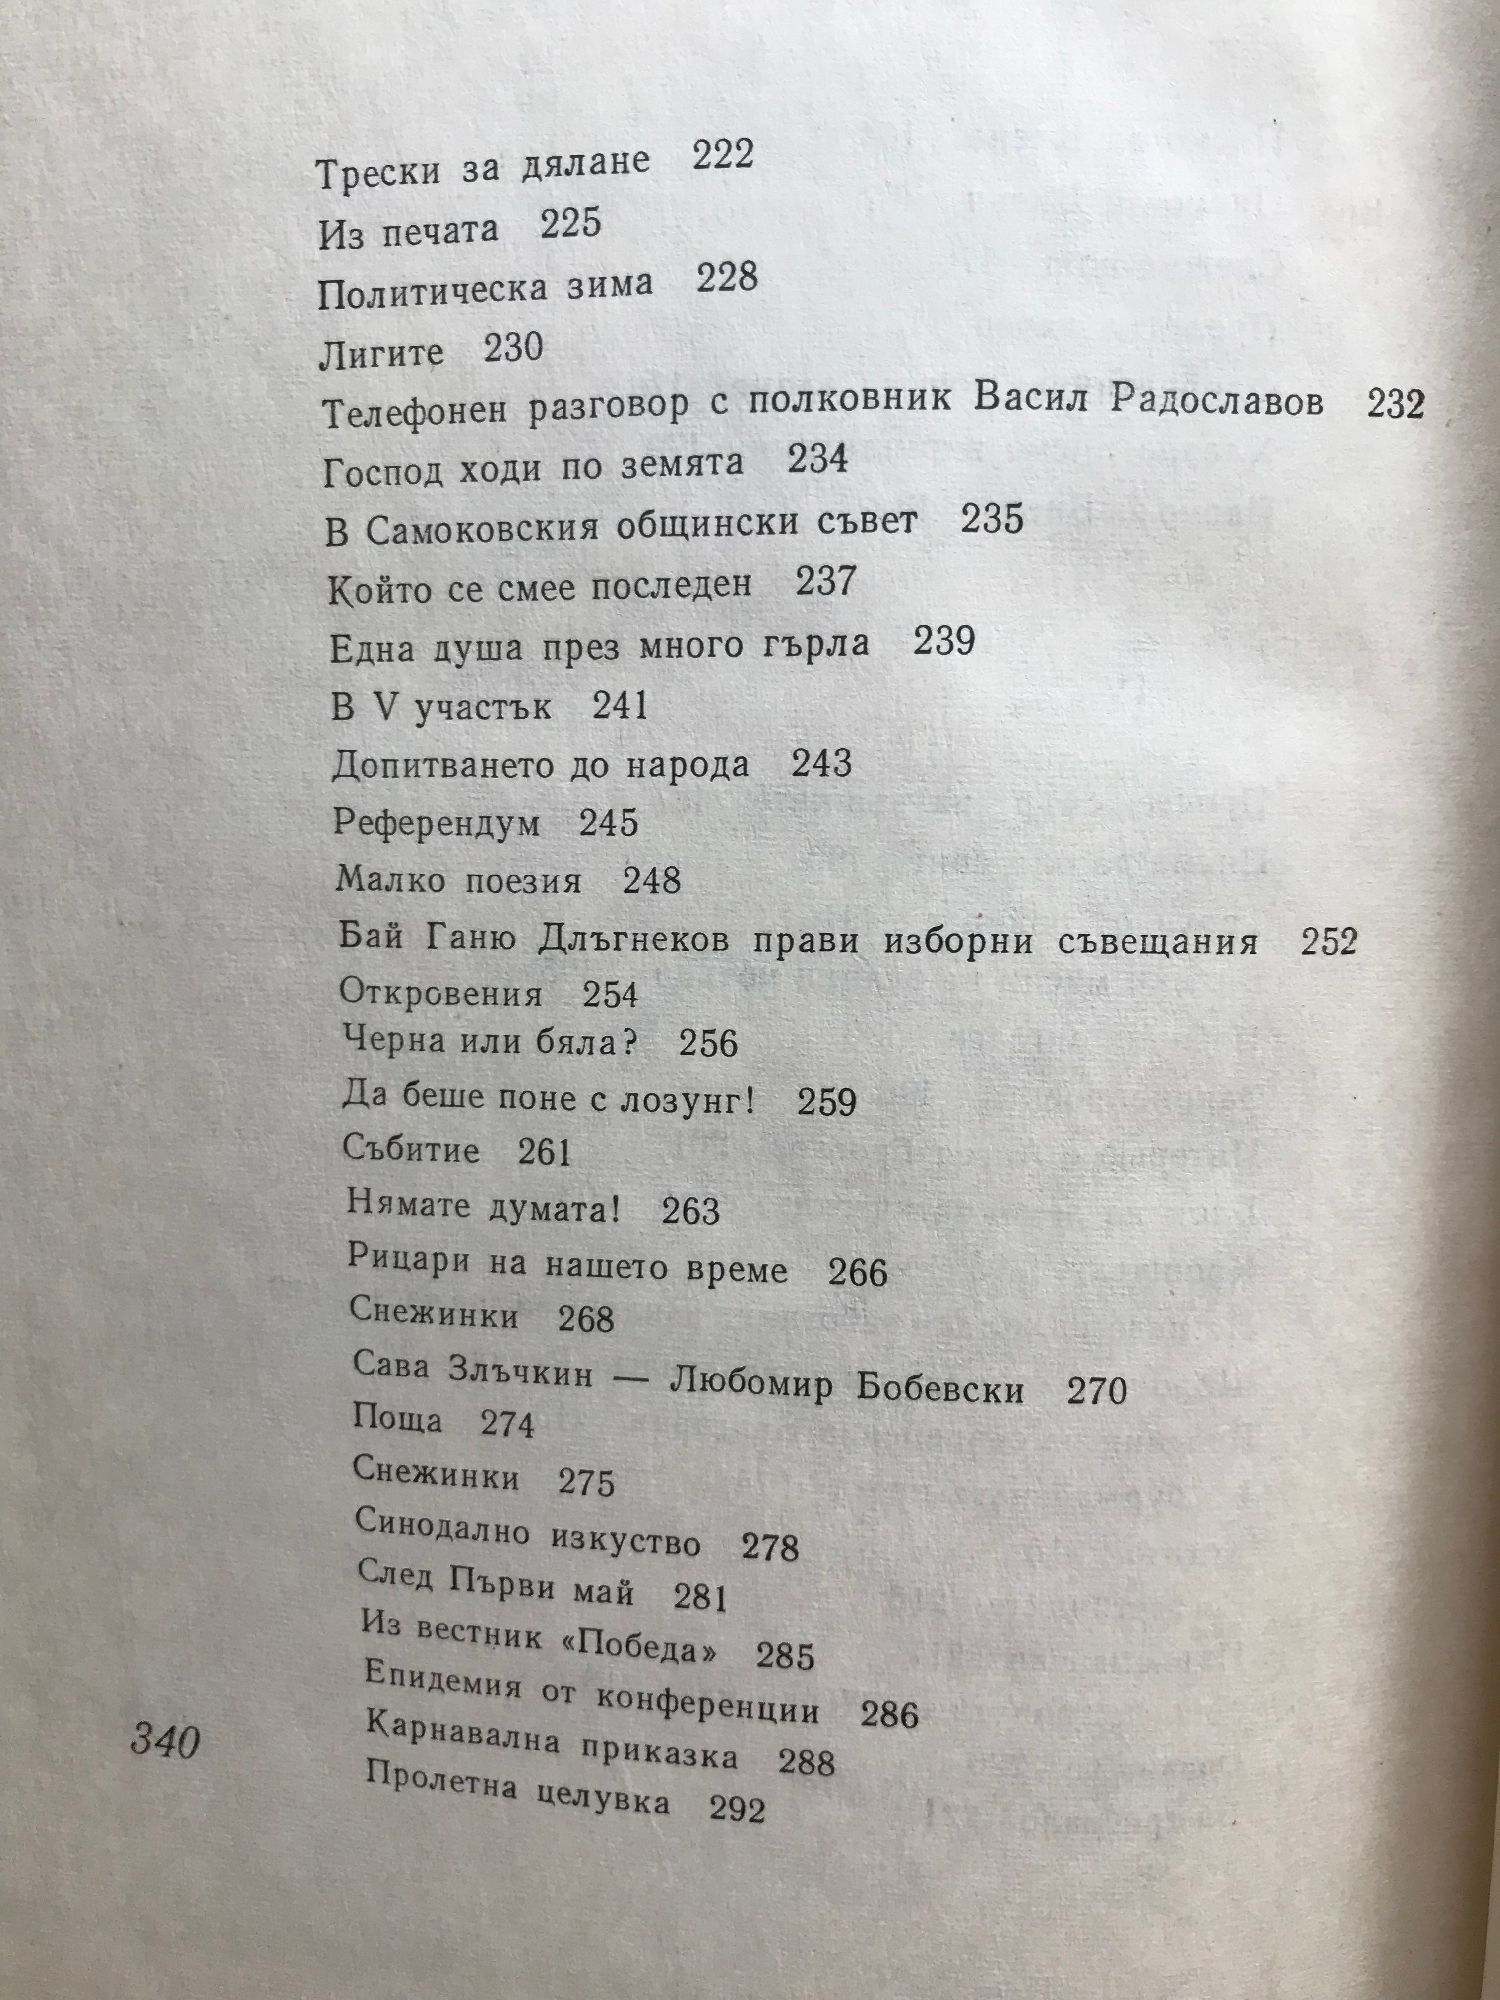 Трески за дялане 222
Из печата 225
Политическа зима 228
Лигите 230
Телефонен разговор с полковник Васил Радославов 232
Господ ходи по земята 234
В Самоковския общински съвет 235
Който се смее последен 237
Една душа през много гърла 239
В V участък 241
Допитването до народа 243
Референдум 245
Малко поезия 248
Бай Ганю Длъгнеков прави изборни съвещания 252
Откровения 254
Черна или бяла? 256
Да беше поне с лозунг! 259
Събитие 261
Нямате думата! 263
Рицари на нашето време 266
Снежинки 268
Сава Злъчкин — Любомир Бобевски 270
Поща 274
Снежинки 275
Синодално изкуство 278
След Първи май 281
Из вестник «Победа» 285
Епидемия от конференции 286
Карнавална приказка 288
Пролетна целувка 292
340